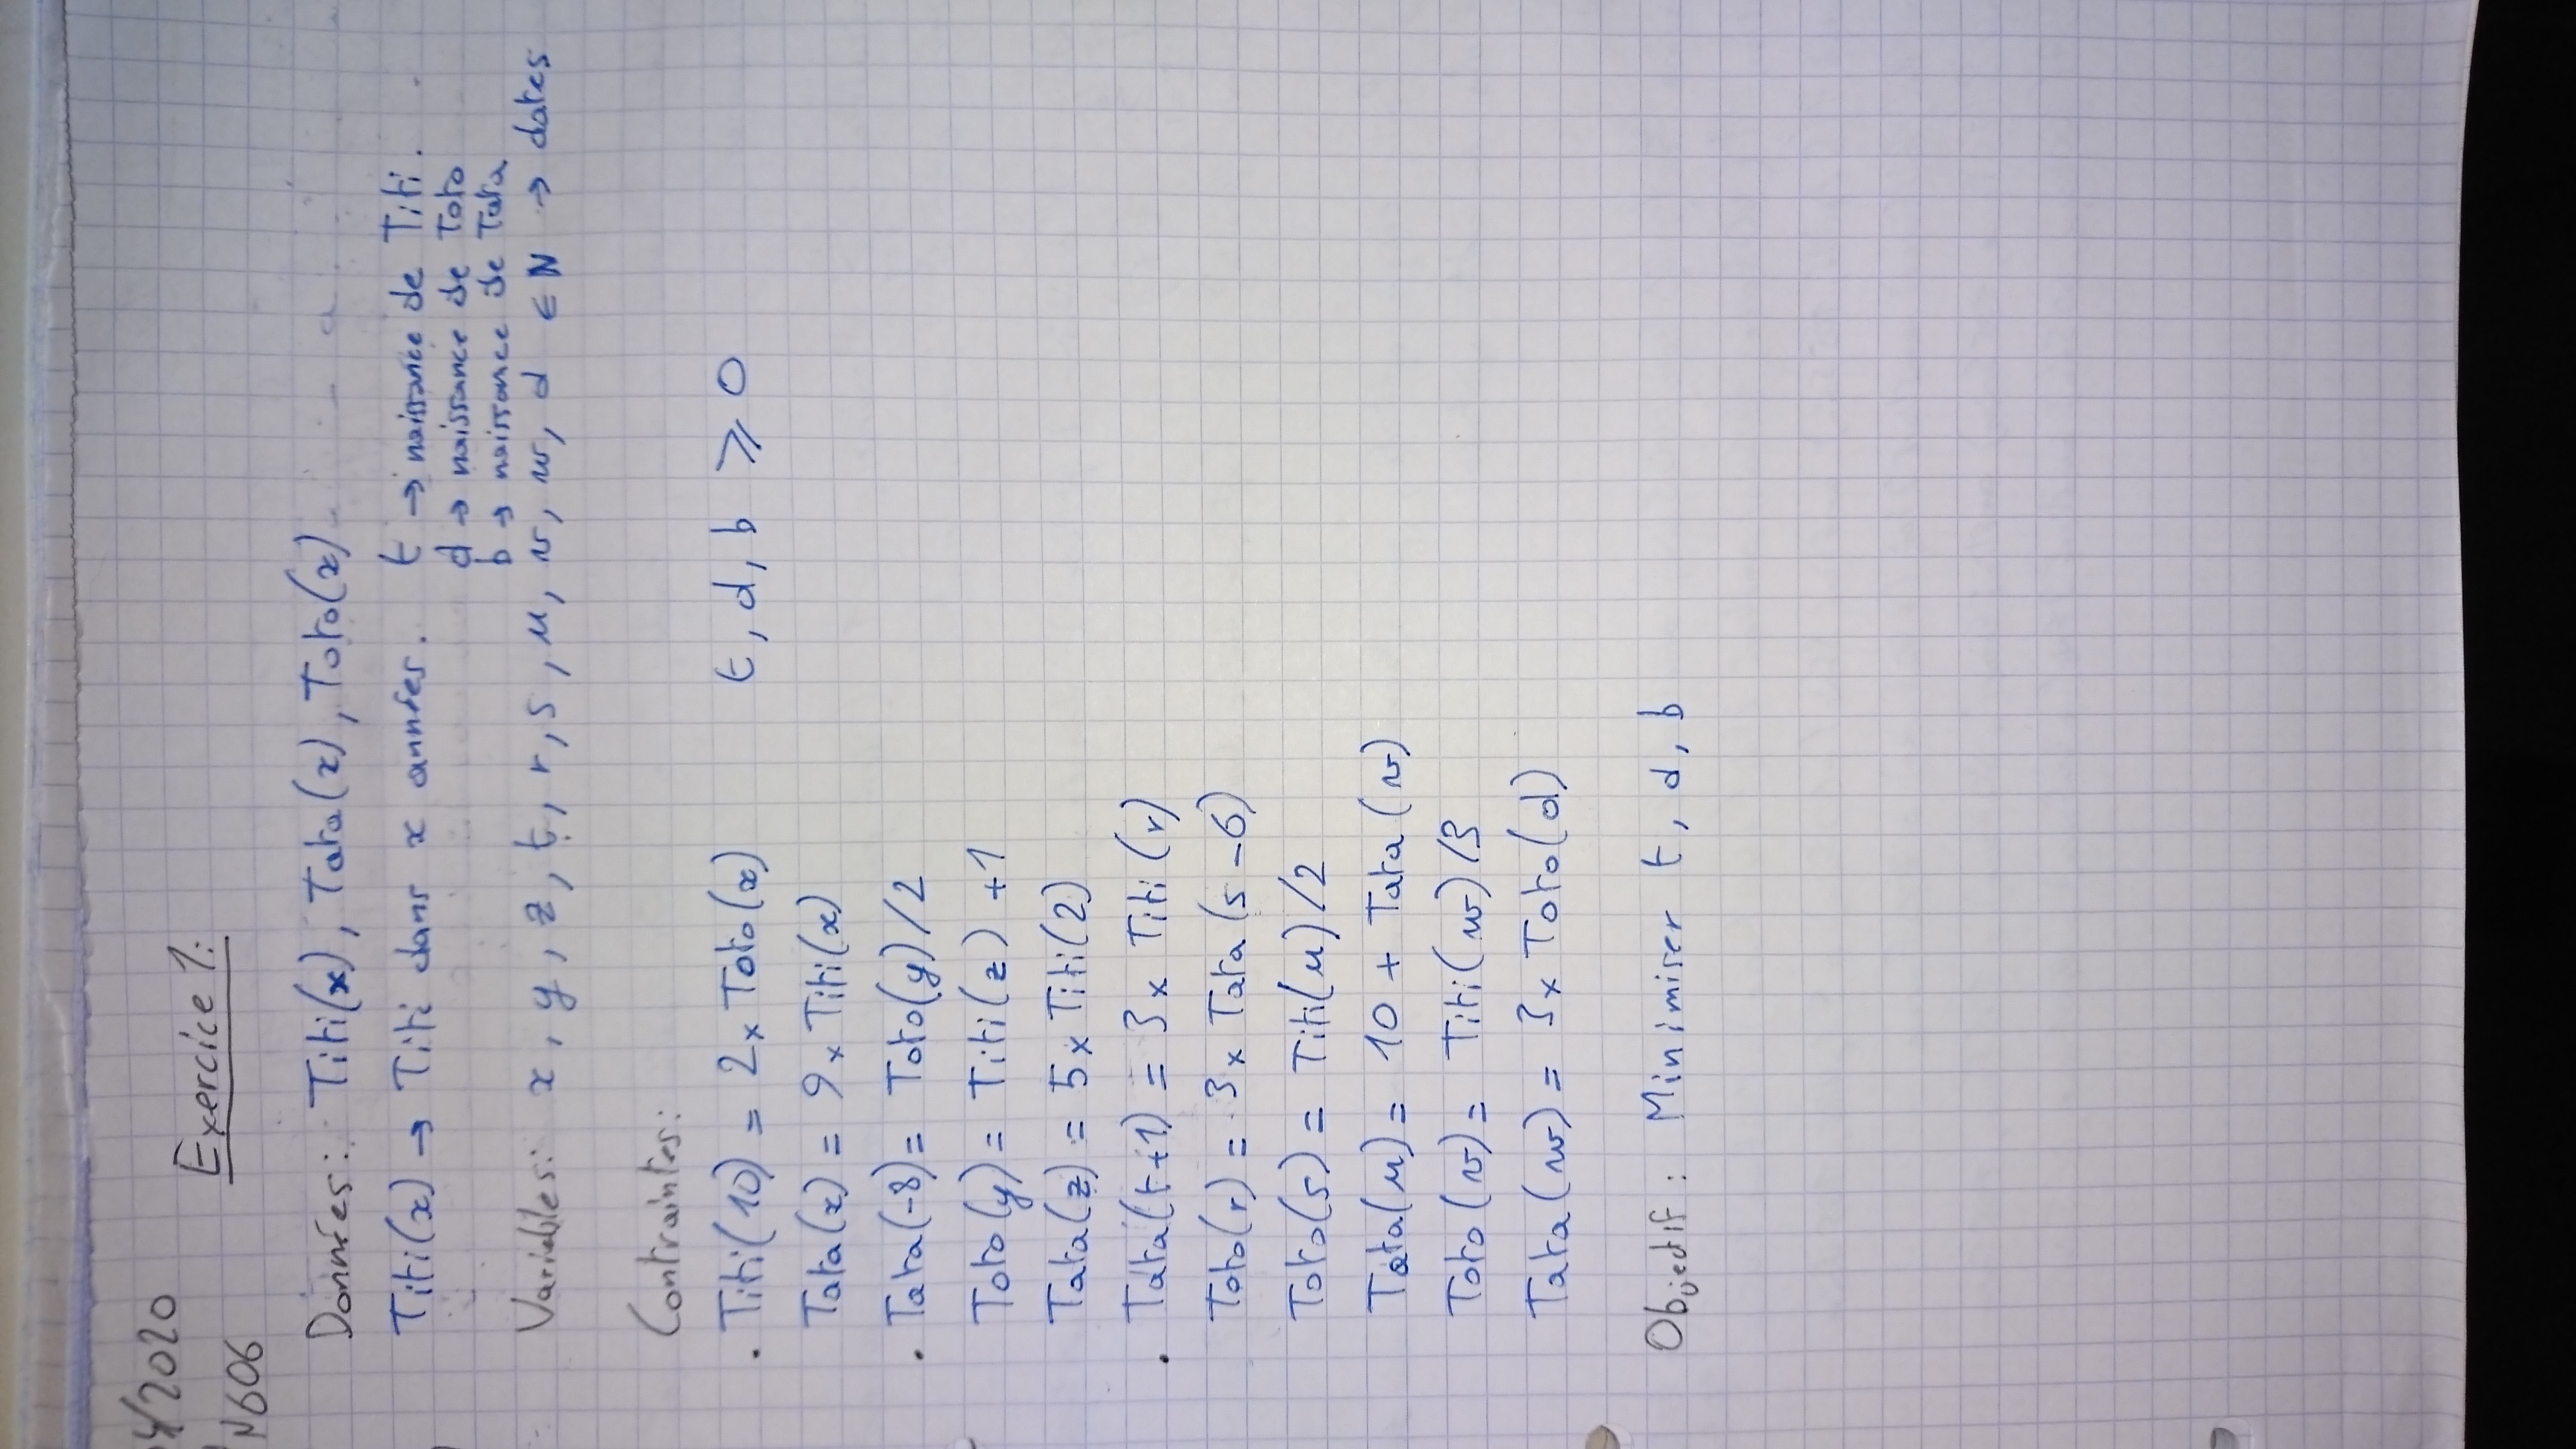 4/2020
N606
Exercice 1:
Données: Titi(x), Tata(x), Toto(x)
Titi(x) → Titi dans x années. t → naissance de Titi.
d → naissance de Toto
b → naissance de Tata
Variables: x, y, z, t, r, s, u, v, w, d ∈ N → dates
Contraintes:
. Titi(10) = 2x Toto(x) t, d, b ⩾ 0
Tata(x) = 9x Titi(x)
. Tata(-8) = Toto(y)/2
Toto(y) = Titi(z) +1
Tata(z) = 5x Titi(2)
. Tata(t+1) = 3x Titi(r)
Toto(r) = 3x Tata(s-6)
Toto(s) = Titi(u)/2
Tata(u) = 10 + Tata(v)
Toto(v) = Titi(w)/3
Tata(w) = 3x Toto(d)
Objectif: Minimiser t, d, b